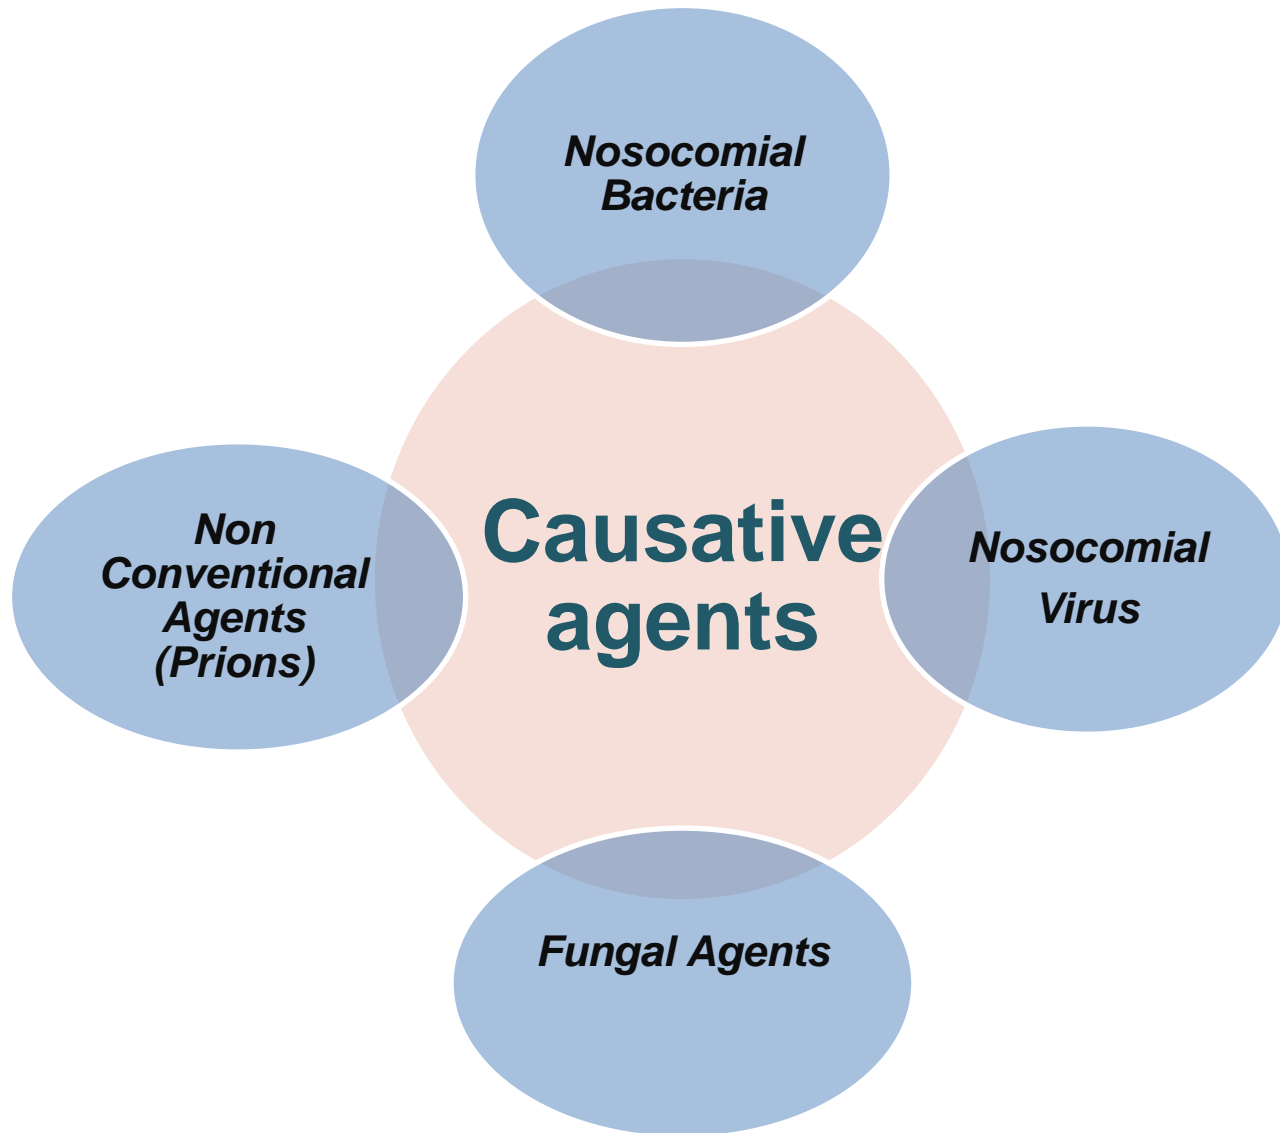 Nosocomial
Bacteria
Non
Conventional
Agents
(Prions)
Causative
agents
Nosocomial
Virus
Fungal Agents